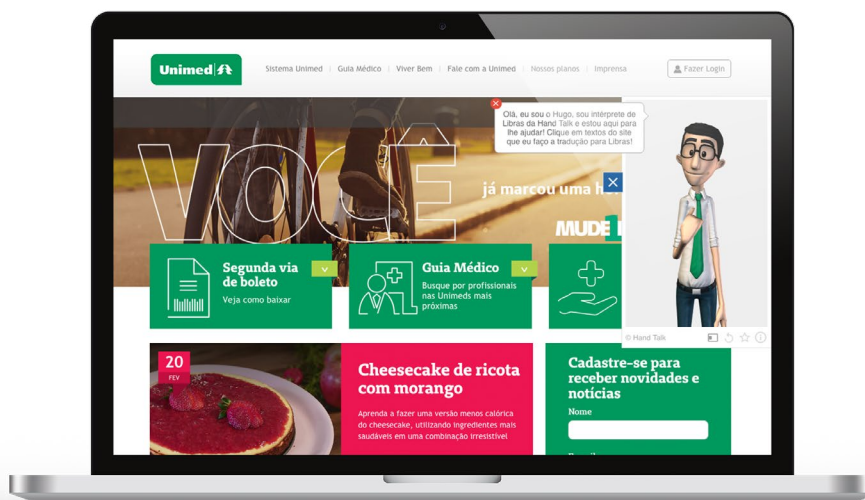 Unimed
Sistema Unimed | Guia Médico | Viver Bem | Fale com a Unimed | Nossos planos | Imprensa
Fazer Login
Olá, eu sou o Hugo, sou intérprete de
Libras da Hand Talk e estou aqui para
lhe ajudar! Clique em textos do site
que eu faço a tradução para Libras!
VOCÊ
já marcou uma h
MUDE1
Segunda via
de boleto
Veja como baixar
Guia Médico
Busque por profissionais
nas Unimeds mais
próximas
© Hand Talk
20
FEV
Cheesecake de ricota
com morango
Aprenda a fazer uma versão menos calórica
do cheesecake, utilizando ingredientes mais
saudáveis em uma combinação irresistível
Cadastre-se para
receber novidades e
notícias
Nome